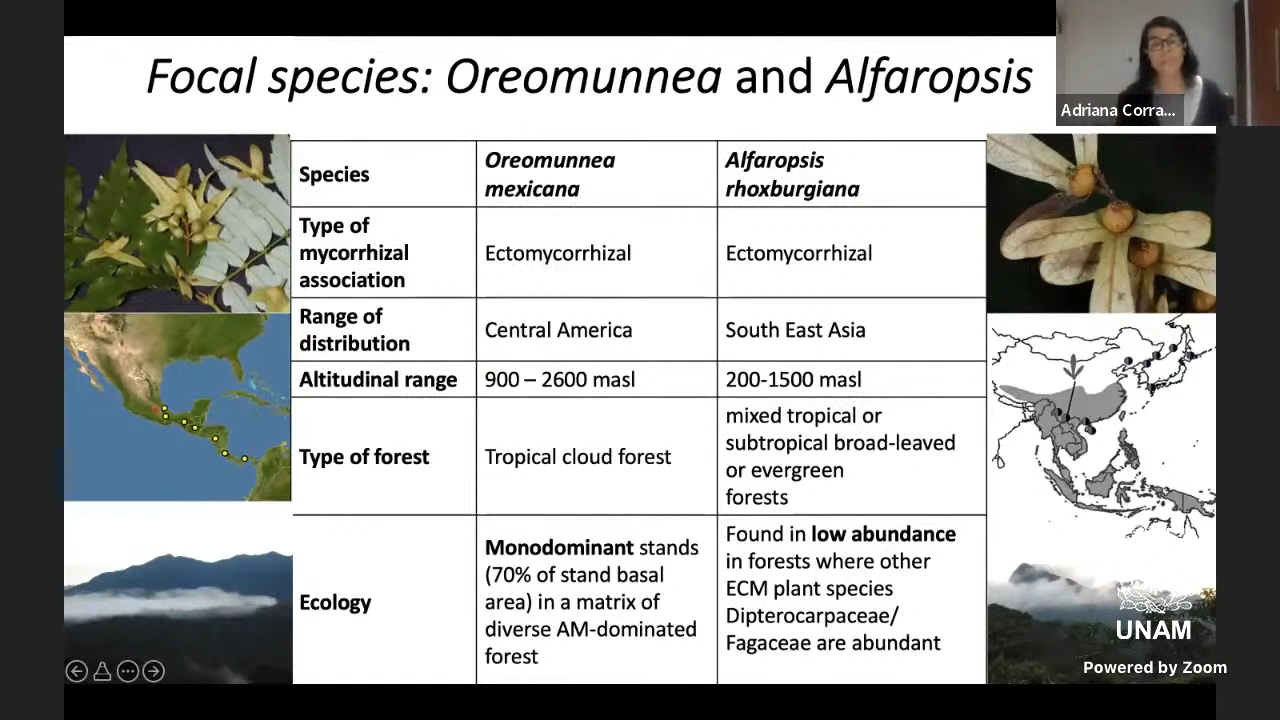 Focal species: Oreomunnea and Alfaropsis
Adriana Corra...
Species
Oreomunnea
mexicana
Alfaropsis
rhoxburgiana
Type of
mycorrhizal
association
Ectomycorrhizal
Ectomycorrhizal
Range of
distribution
Central America
South East Asia
Altitudinal range
900 – 2600 masl
200-1500 masl
Type of forest
Tropical cloud forest
mixed tropical or
subtropical broad-leaved
or evergreen
forests
Ecology
Monodominant stands
(70% of stand basal
area) in a matrix of
diverse AM-dominated
forest
Found in low abundance
in forests where other
ECM plant species
Dipterocarpaceae/
Fagaceae are abundant
UNAM
Powered by Zoom